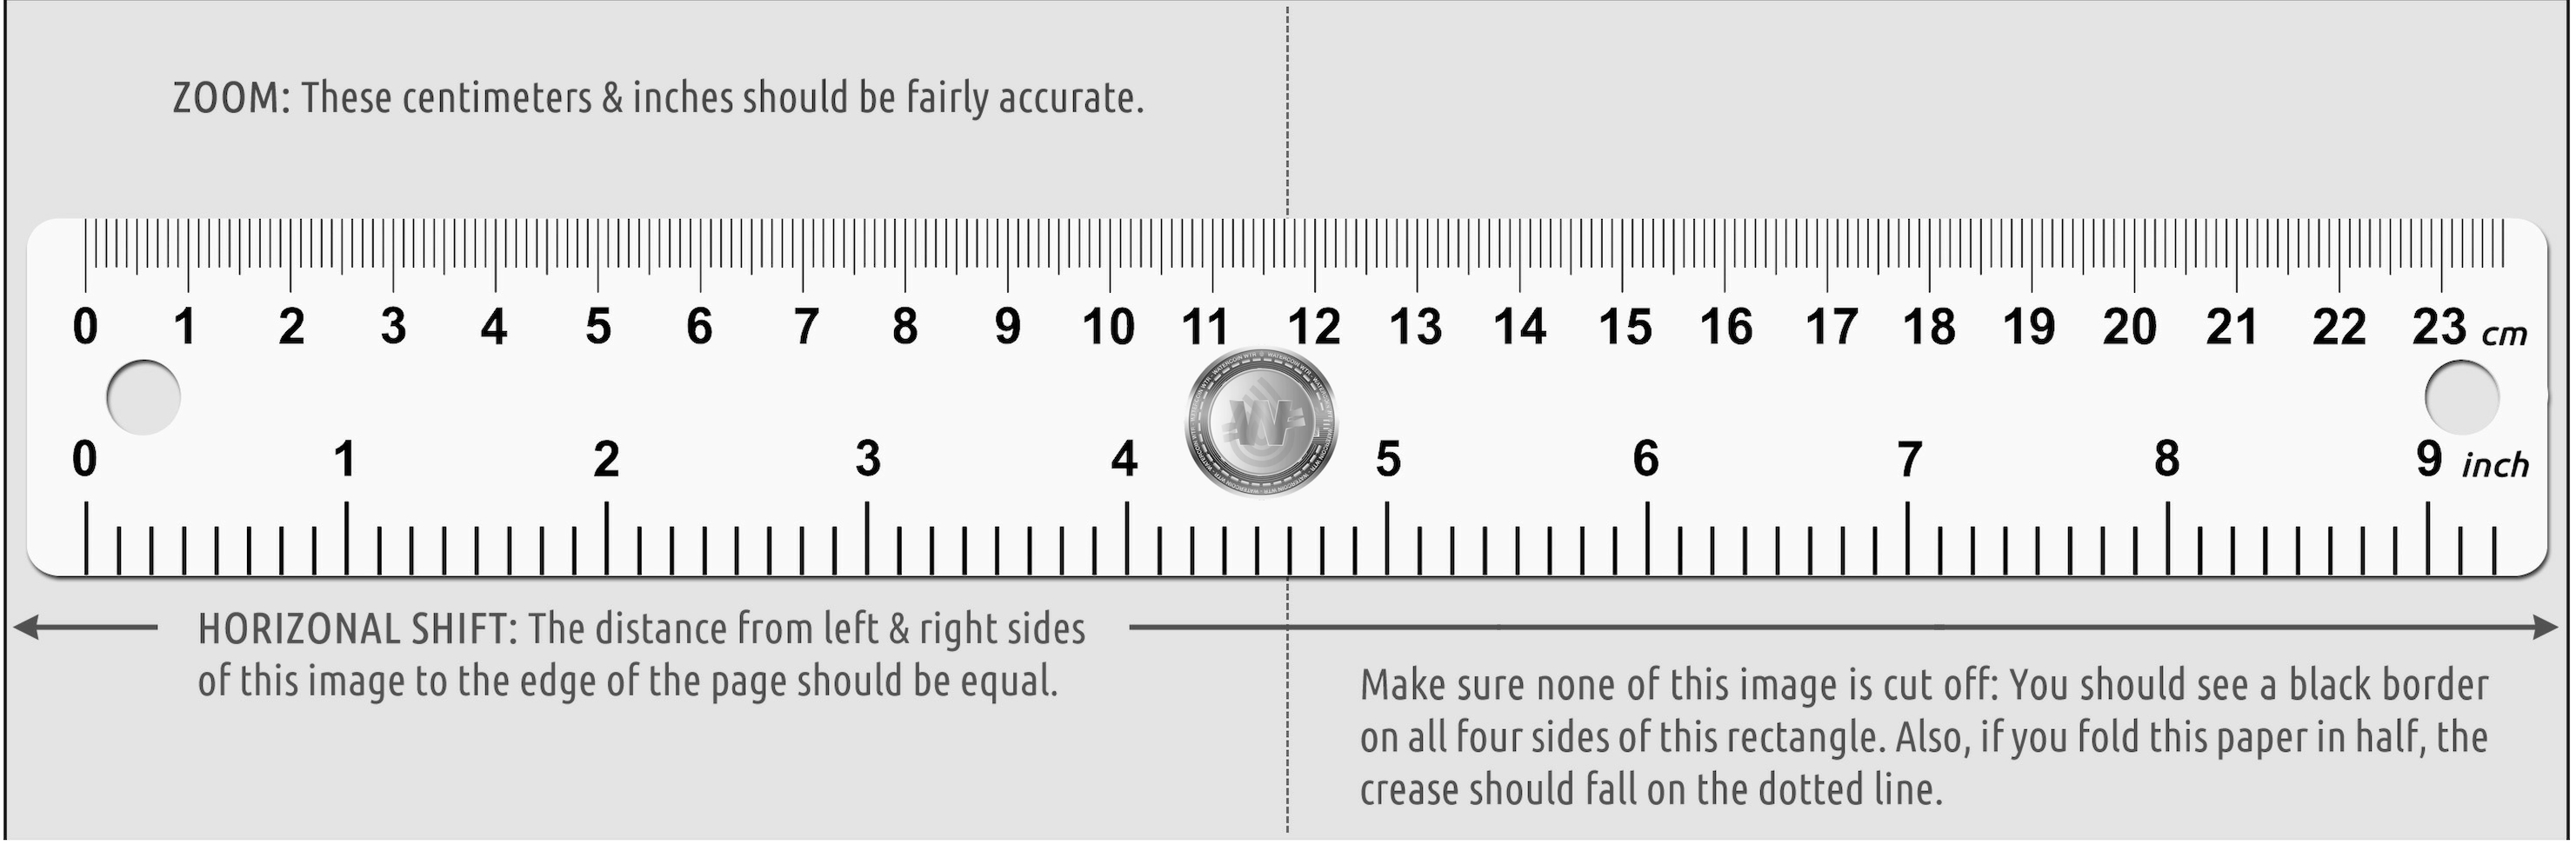 ZOOM: These centimeters & inches should be fairly accurate.
0 1 2 3 4 5 6 7 8 9 10 11 12 13 14 15 16 17 18 19 20 21 22 23 cm
W
0 1 2 3 4 5 6 7 8 9 inch
HORIZONAL SHIFT: The distance from left & right sides
of this image to the edge of the page should be equal.
Make sure none of this image is cut off: You should see a black border
on all four sides of this rectangle. Also, if you fold this paper in half, the
crease should fall on the dotted line.